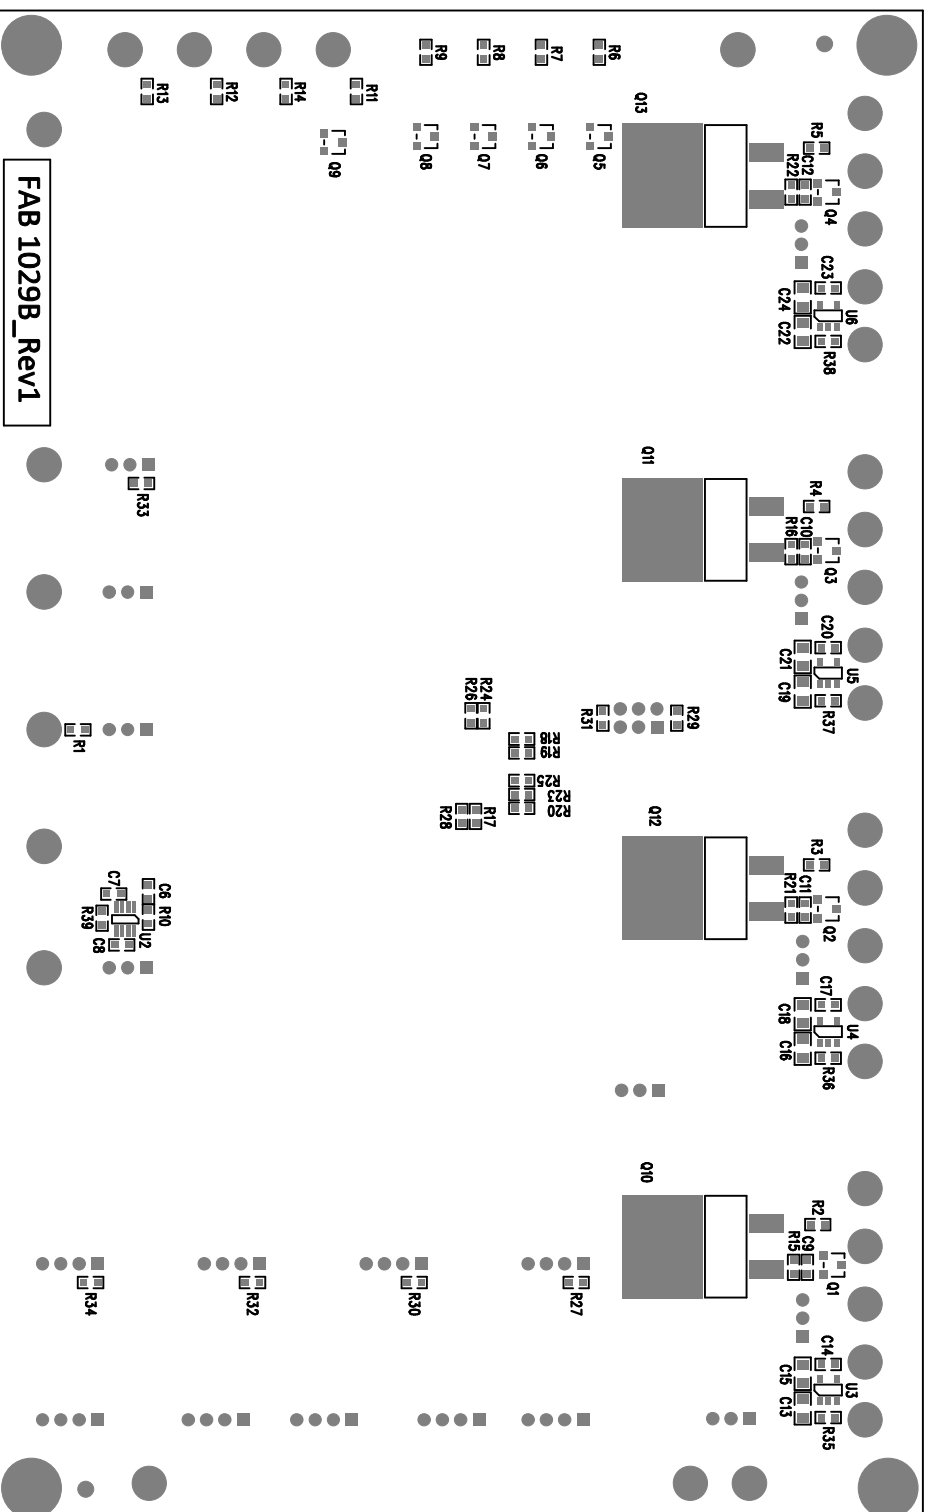 R9
R8
R7
R6
R13
R12
R14
R11
Q13
R5
Q9
Q8
Q7
Q6
Q5
R22
C12
Q4
FAB 1029B_Rev1
C23
C24
C22
U6
R38
Q11
R4
R33
R16
C10
Q3
C20
C21
C19
U5
R37
R26
R24
R31
R29
R1
R18
R19
R25
R23
R20
R28
R17
Q12
R3
C7
C6
R21
C11
R39
R10
Q2
C8
U2
C17
C18
C16
U4
R36
Q10
R2
R15
C9
Q1
R34
R32
R30
R27
C14
C15
C13
U3
R35